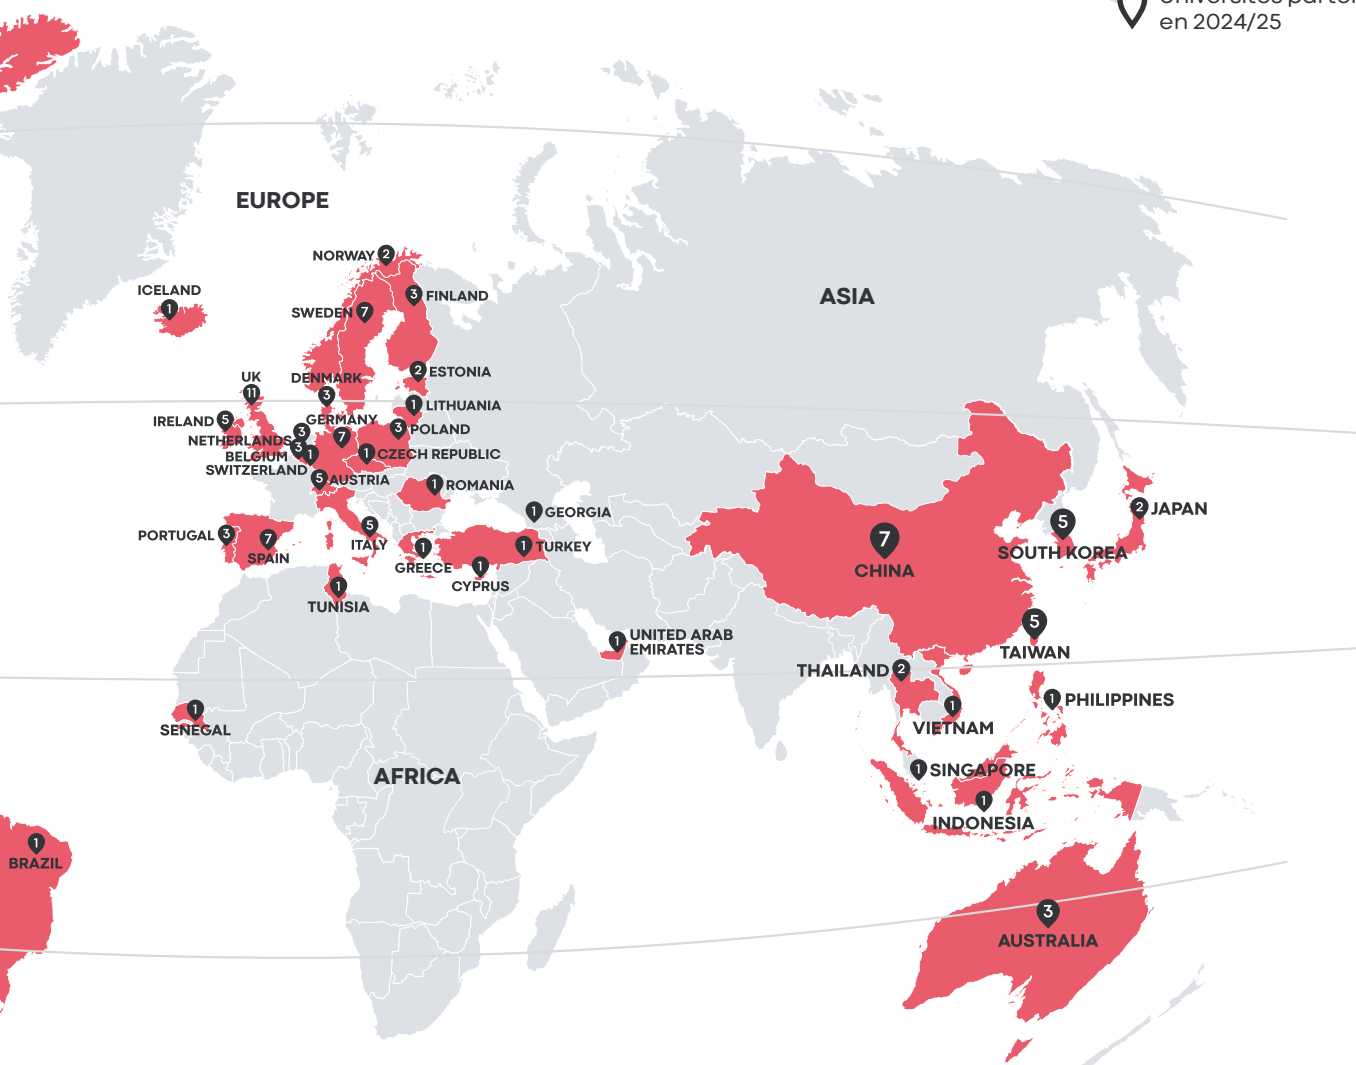 en 2024/25
EUROPE
NORWAY 2
ICELAND
1
3 FINLAND
ASIA
SWEDEN 7
UK
11
DENMARK
3
2 ESTONIA
1 LITHUANIA
IRELAND 5
GERMANY
7
3 POLAND
NETHERLANDS 3
BELGIUM 3
1 CZECH REPUBLIC
SWITZERLAND 1
5 AUSTRIA
1 ROMANIA
1 GEORGIA
2 JAPAN
PORTUGAL 3
7
SPAIN
5
ITALY
1
GREECE
1 TURKEY
1
CYPRUS
7
CHINA
5
SOUTH KOREA
1
TUNISIA
1 UNITED ARAB
EMIRATES
5
TAIWAN
THAILAND 2
1
SENEGAL
1
VIETNAM
1 PHILIPPINES
AFRICA
1 SINGAPORE
1
INDONESIA
1
BRAZIL
3
AUSTRALIA